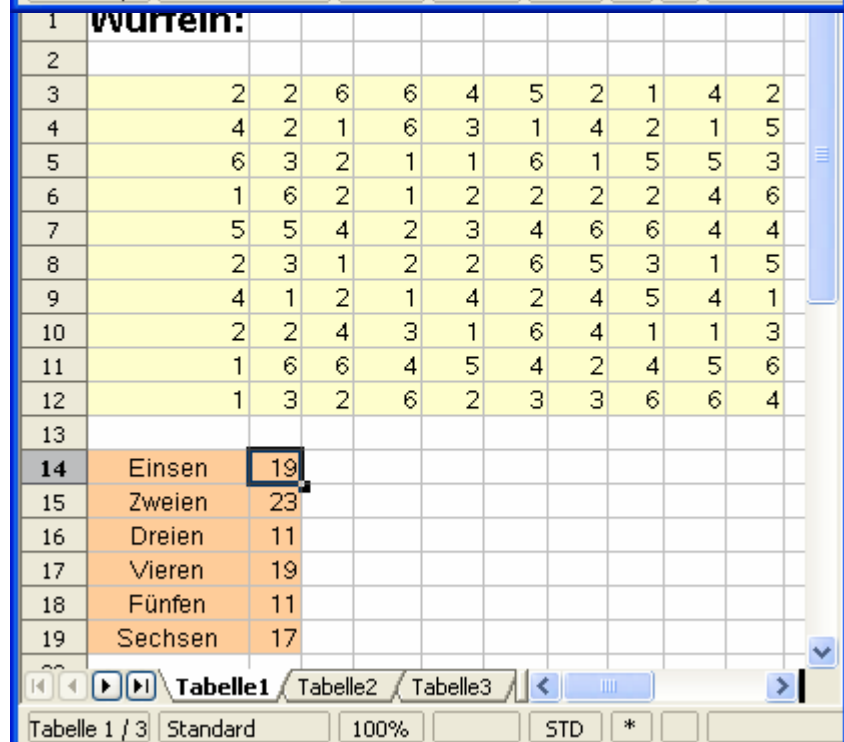 1 Würfeln:
2
3 2 2 6 6 4 5 2 1 4 2
4 4 2 1 6 3 1 4 2 1 5
5 6 3 2 1 1 6 1 5 5 3
6 1 6 2 1 2 2 2 2 4 6
7 5 5 4 2 3 4 6 6 4 4
8 2 3 1 2 2 6 5 3 1 5
9 4 1 2 1 4 2 4 5 4 1
10 2 2 4 3 1 6 4 1 1 3
11 1 6 6 4 5 4 2 4 5 6
12 1 3 2 6 2 3 3 6 6 4
13
14 Einsen 19
15 Zweien 23
16 Dreien 11
17 Vieren 19
18 Fünfen 11
19 Sechsen 17
Tabelle1 Tabelle2 Tabelle3
Tabelle 1 / 3 Standard 100% STD *